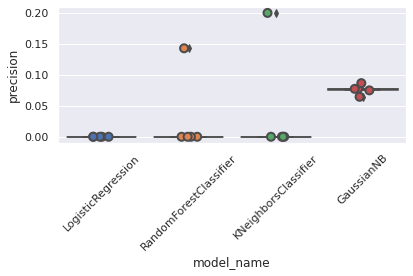 0.20
0.15
0.10
0.05
0.00
precision
LogisticRegression
RandomForestClassifier
KNeighborsClassifier
GaussianNB
model_name